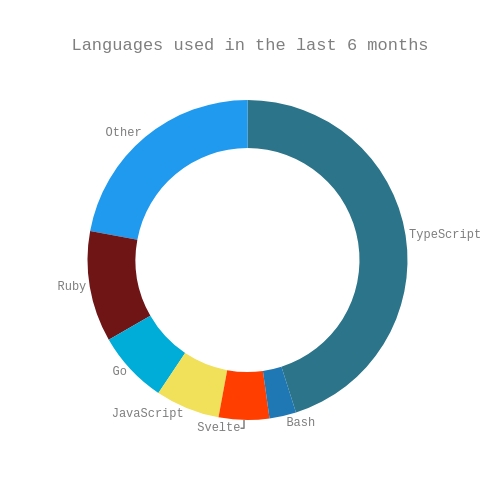 Languages used in the last 6 months
Other
TypeScript
Ruby
Go
JavaScript
Svelte
Bash